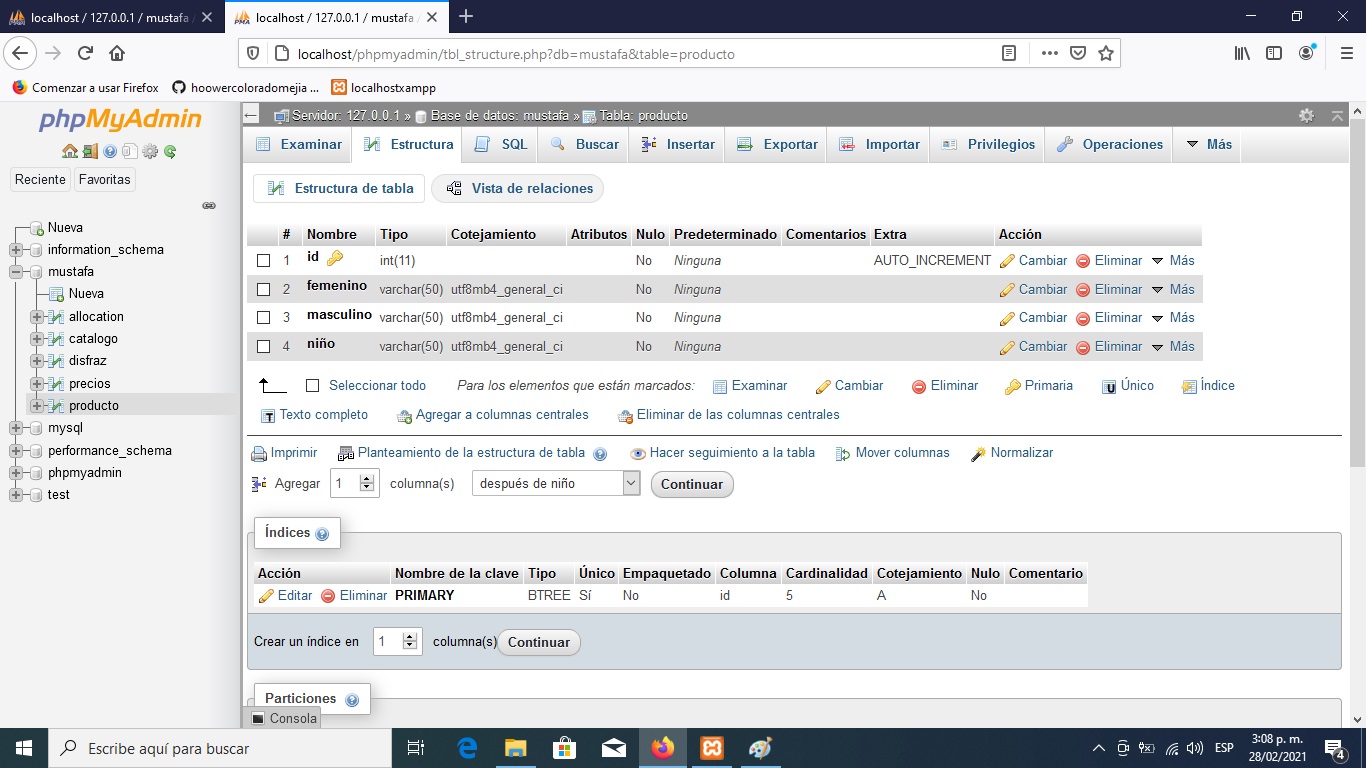 localhost / 127.0.0.1 / mustafa
localhost / 127.0.0.1 / mustafa
localhost/phpmyadmin/tbl_structure.php?db=mustafa&table=producto
Comenzar a usar Firefox
hoowercoloradomejia ...
localhostxampp
phpMyAdmin
Reciente
Favoritas
Nueva
information_schema
mustafa
Nueva
allocation
catalogo
disfraz
precios
producto
mysql
performance_schema
phpmyadmin
test
Servidor: 127.0.0.1 » Base de datos: mustafa » Tabla: producto
Examinar Estructura SQL Buscar Insertar Exportar Importar Privilegios Operaciones Más
Estructura de tabla Vista de relaciones
# Nombre Tipo Cotejamiento Atributos Nulo Predeterminado Comentarios Extra Acción
1 id int(11) No Ninguna AUTO_INCREMENT Cambiar Eliminar Más
2 femenino varchar(50) utf8mb4_general_ci No Ninguna Cambiar Eliminar Más
3 masculino varchar(50) utf8mb4_general_ci No Ninguna Cambiar Eliminar Más
4 niño varchar(50) utf8mb4_general_ci No Ninguna Cambiar Eliminar Más
Seleccionar todo Para los elementos que están marcados: Examinar Cambiar Eliminar Primaria Único Índice
Texto completo Agregar a columnas centrales Eliminar de las columnas centrales
Imprimir Planteamiento de la estructura de tabla Hacer seguimiento a la tabla Mover columnas Normalizar
Agregar 1 columna(s) después de niño Continuar
Índices
Acción Nombre de la clave Tipo Único Empaquetado Columna Cardinalidad Cotejamiento Nulo Comentario
Editar Eliminar PRIMARY BTREE Sí No id 5 A No
Crear un índice en 1 columna(s) Continuar
Particiones
Consola
Escribe aquí para buscar
ESP
3:08 p. m.
28/02/2021
4